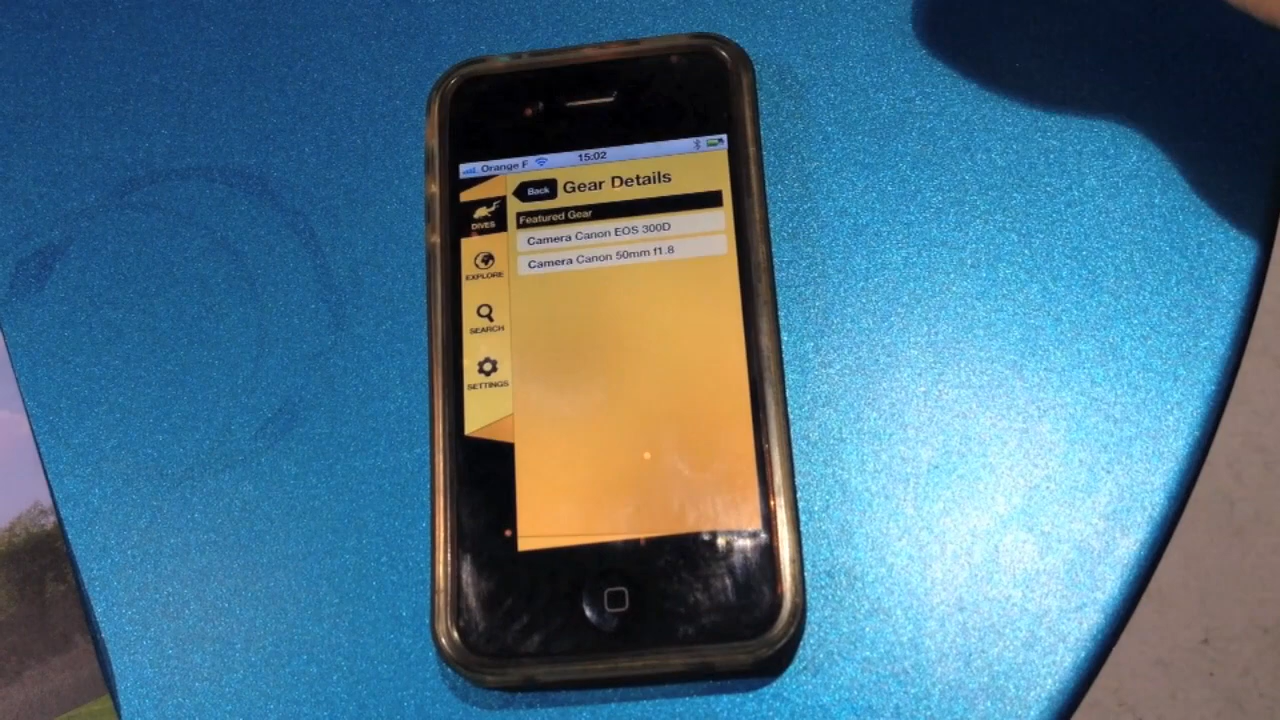 Orange F 15:02
Back Gear Details
DIVES
Featured Gear
Camera Canon EOS 300D
Camera Canon 50mm f1.8
EXPLORE
SEARCH
SETTINGS